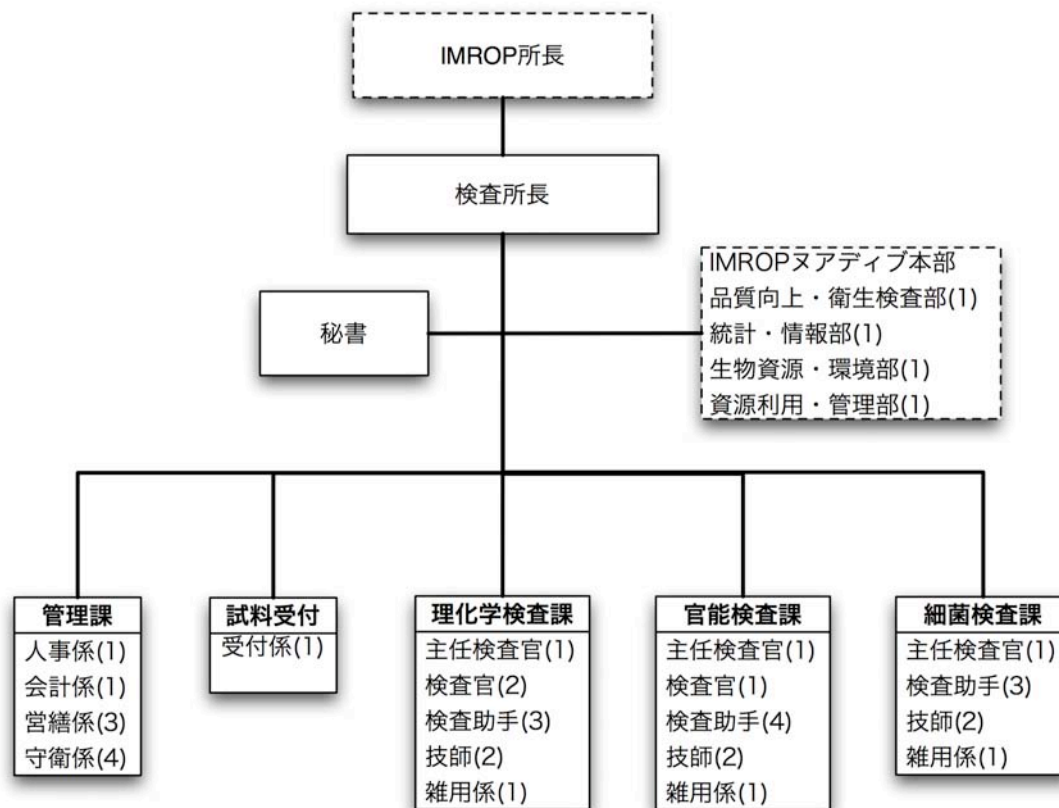 IMROP所長
検査所長
秘書
IMROPヌアディブ本部
品質向上・衛生検査部(1)
統計・情報部(1)
生物資源・環境部(1)
資源利用・管理部(1)
管理課
人事係(1)
会計係(1)
営繕係(3)
守衛係(4)
試料受付
受付係(1)
理化学検査課
主任検査官(1)
検査官(2)
検査助手(3)
技師(2)
雑用係(1)
官能検査課
主任検査官(1)
検査官(1)
検査助手(4)
技師(2)
雑用係(1)
細菌検査課
主任検査官(1)
検査助手(3)
技師(2)
雑用係(1)